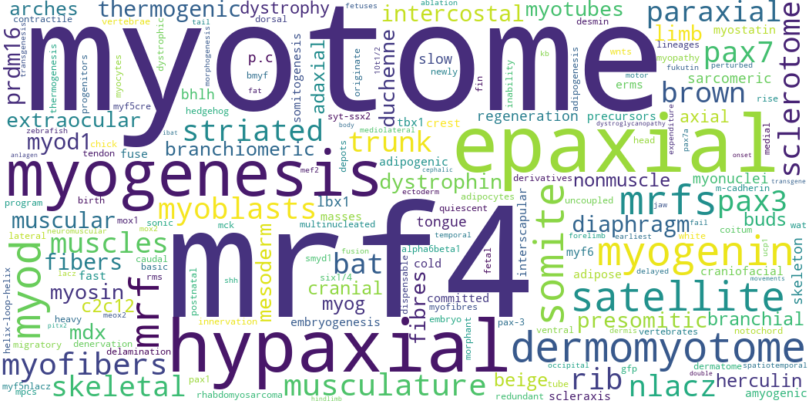 arches
thermogenic
dystrophy
fetuses
ablation
intercostal
myotubes
desmin
paraxial
contractile
vertebrae
tail
dorsal
prdm16
transgenesis
thermogenesis
progenitors
myotome
p.c
bmyf
fat
somitogenesis
adaxial
originate
10t1/2
duchenne
slow
newly
fin
inability
kb
adipogenesis
wnts
limb
lineages
myostatin
myopathy
fukutin
perturbed
pax7
sarcomeric
brown
motor
erms
rise
sclerotome
myocytes
dystrophic
morphogenesis
bhlh
hedgehog
myf5cre
extraocular
zebrafish
striated
ibat
syt-ssx2
body
tbx1
crest
regeneration
precursors
pax7a
axial
dystroglycanopathy
expenditure
medial
chick
myod1
tendon
fuse
branchiomeric
mediolateral
trunk
epaxial
head
onset
anlagen
myogenesis
mef2
depots
adipogenic
cephalic
dystrophin
derivatives
nonmuscle
myonuclei
m-cadherin
transgene
program
birth
ectoderm
adipocytes
uncoupled
jaw
mrfs
pax3
muscular
mox1
sonic
myoblasts
lbx1
masses
multinucleated
quiescent
tongue
somite
diaphragm
fail
buds
lateral
neuromuscular
mox2
mck
mrf4
temporal
interscapular
forelimb
earliest
white
coitum
wat
myod
muscles
mesoderm
smyd1
fusion
alpha6beta1
bat
cold
fetal
myf6
myogenin
ucp1
skeleton
lacz
fast
caudal
basic
rms
postnatal
shh
six1/4
dispensable
cranial
committed
adipose
craniofacial
fibers
myosin
mrf
myog
fibres
myofibres
delayed
movements
helix-loop-helix
c2c12
heavy
meox2
embryogenesis
satellite
pitx2
mdx
innervation
embryo
pax-3
presomitic
branchial
migratory
denervation
delamination
hypaxial
morphant
ventral
dermis
vertebrates
notochord
myofibers
dermomyotome
myf5nlacz
pax1
musculature
occipital
gfp
dermatome
spatiotemporal
mpcs
skeletal
rhabdomyosarcoma
hindlimb
beige
tube
redundant
scleraxis
rib
nlacz
double
herculin
amyogenic